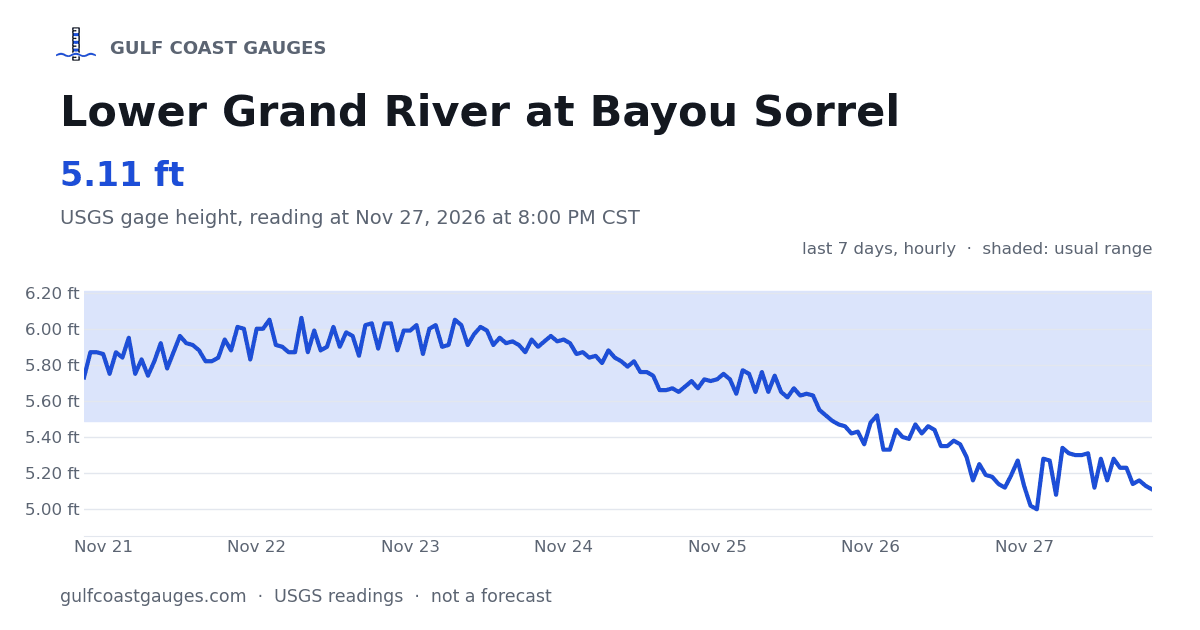 GULF COAST GAUGES
Lower Grand River at Bayou Sorrel
5.11 ft
USGS gage height, reading at Nov 27, 2026 at 8:00 PM CST
last 7 days, hourly · shaded: usual range
6.20 ft
6.00 ft
5.80 ft
5.60 ft
5.40 ft
5.20 ft
5.00 ft
Nov 21 Nov 22 Nov 23 Nov 24 Nov 25 Nov 26 Nov 27
gulfcoastgauges.com · USGS readings · not a forecast